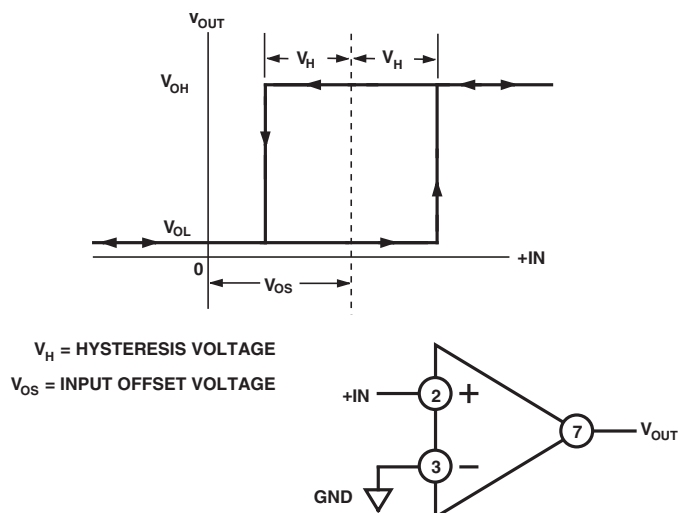 vOUT
VH VH
VOH
VOL
0
+IN
VOS
VH = HYSTERESIS VOLTAGE
VOS = INPUT OFFSET VOLTAGE
+IN 2 +
7 VOUT
3 –
GND